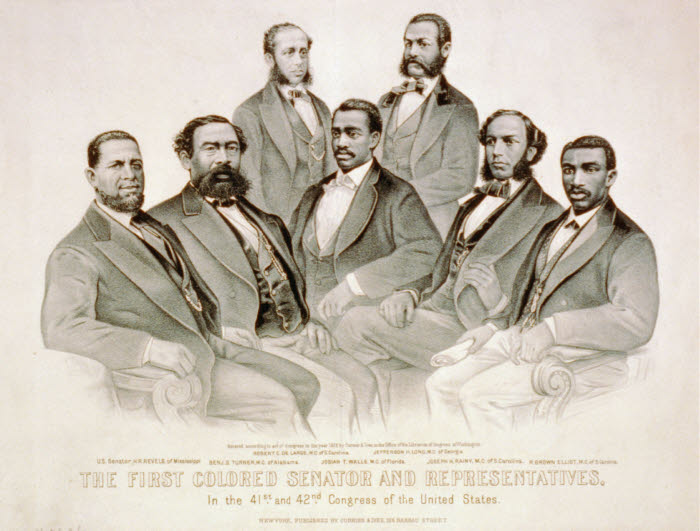 Entered according to act of Congress in the year 1872 by Currier & Ives in the Office of the Librarian of Congress at Washington.
ROBERT C. DE LARGE, M.C. of S. Carolina. JEFFERSON H. LONG, M.C. of Georgia.
U.S. Senator H.R. REVELS, of Mississippi BENJ. S. TURNER, M.C. of Alabama. JOSIAH T. WALLS, M.C. of Florida. JOSEPH H. RAINY, M.C. of S. Carolina. R. BROWN ELLIOT, M.C. of S. Carolina.
THE FIRST COLORED SENATOR AND REPRESENTATIVES,
In the 41st and 42nd Congress of the United States.
NEW YORK, PUBLISHED BY CURRIER & IVES, 125 NASSAU STREET.